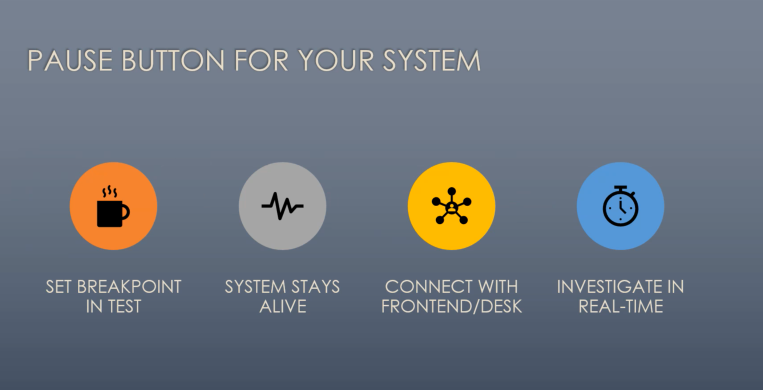 PAUSE BUTTON FOR YOUR SYSTEM
SET BREAKPOINT
IN TEST
SYSTEM STAYS
ALIVE
CONNECT WITH
FRONTEND/DESK
INVESTIGATE IN
REAL-TIME